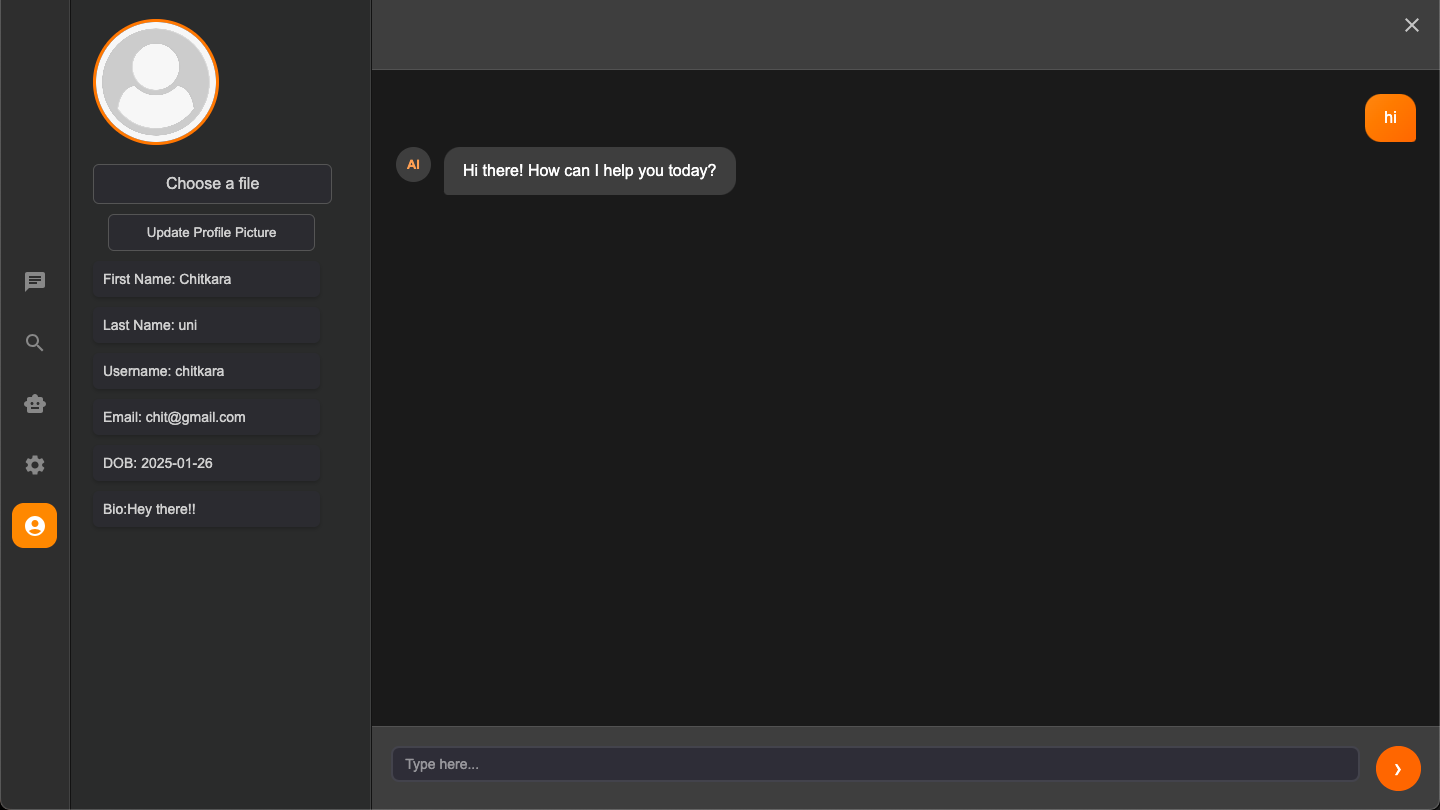 Choose a file
Update Profile Picture
First Name: Chitkara
Last Name: uni
Username: chitkara
Email: chit@gmail.com
DOB: 2025-01-26
Bio:Hey there!!
hi
AI
Hi there! How can I help you today?
Type here...